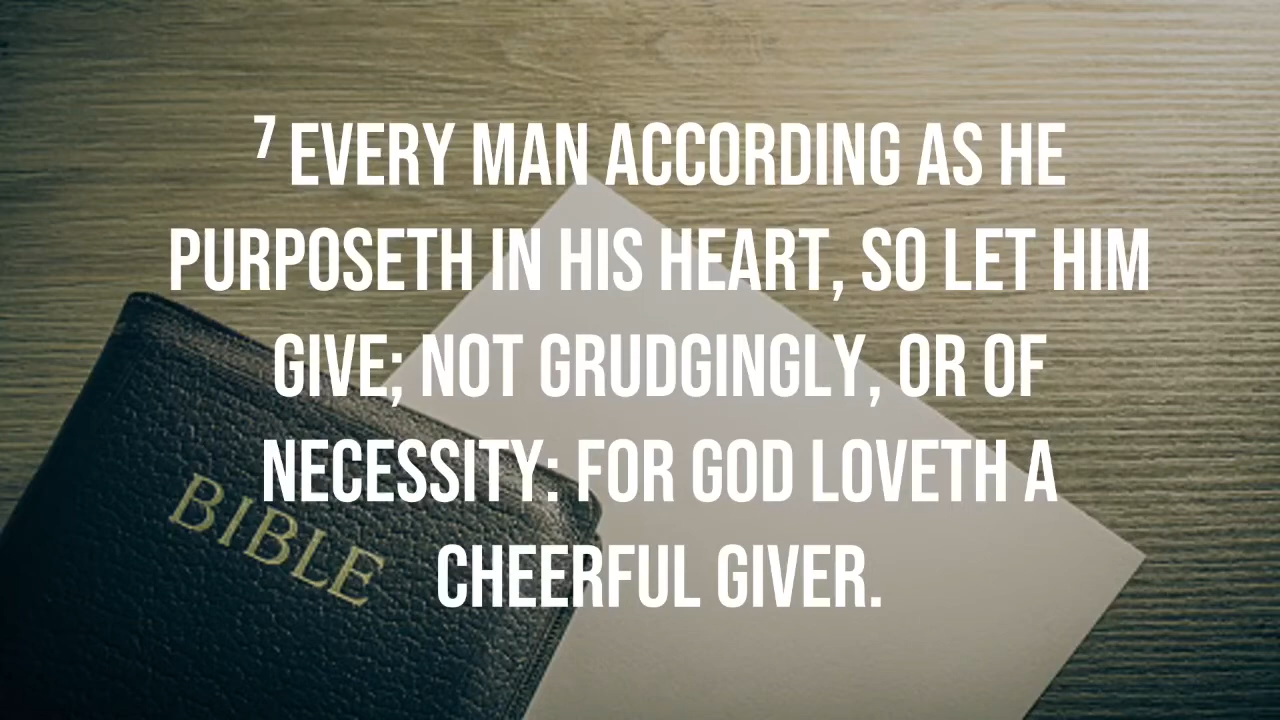 7 EVERY MAN ACCORDING AS HE
PURPOSETH IN HIS HEART, SO LET HIM
GIVE; NOT GRUDGINGLY, OR OF
NECESSITY: FOR GOD LOVETH A
CHEERFUL GIVER.
BIBLE